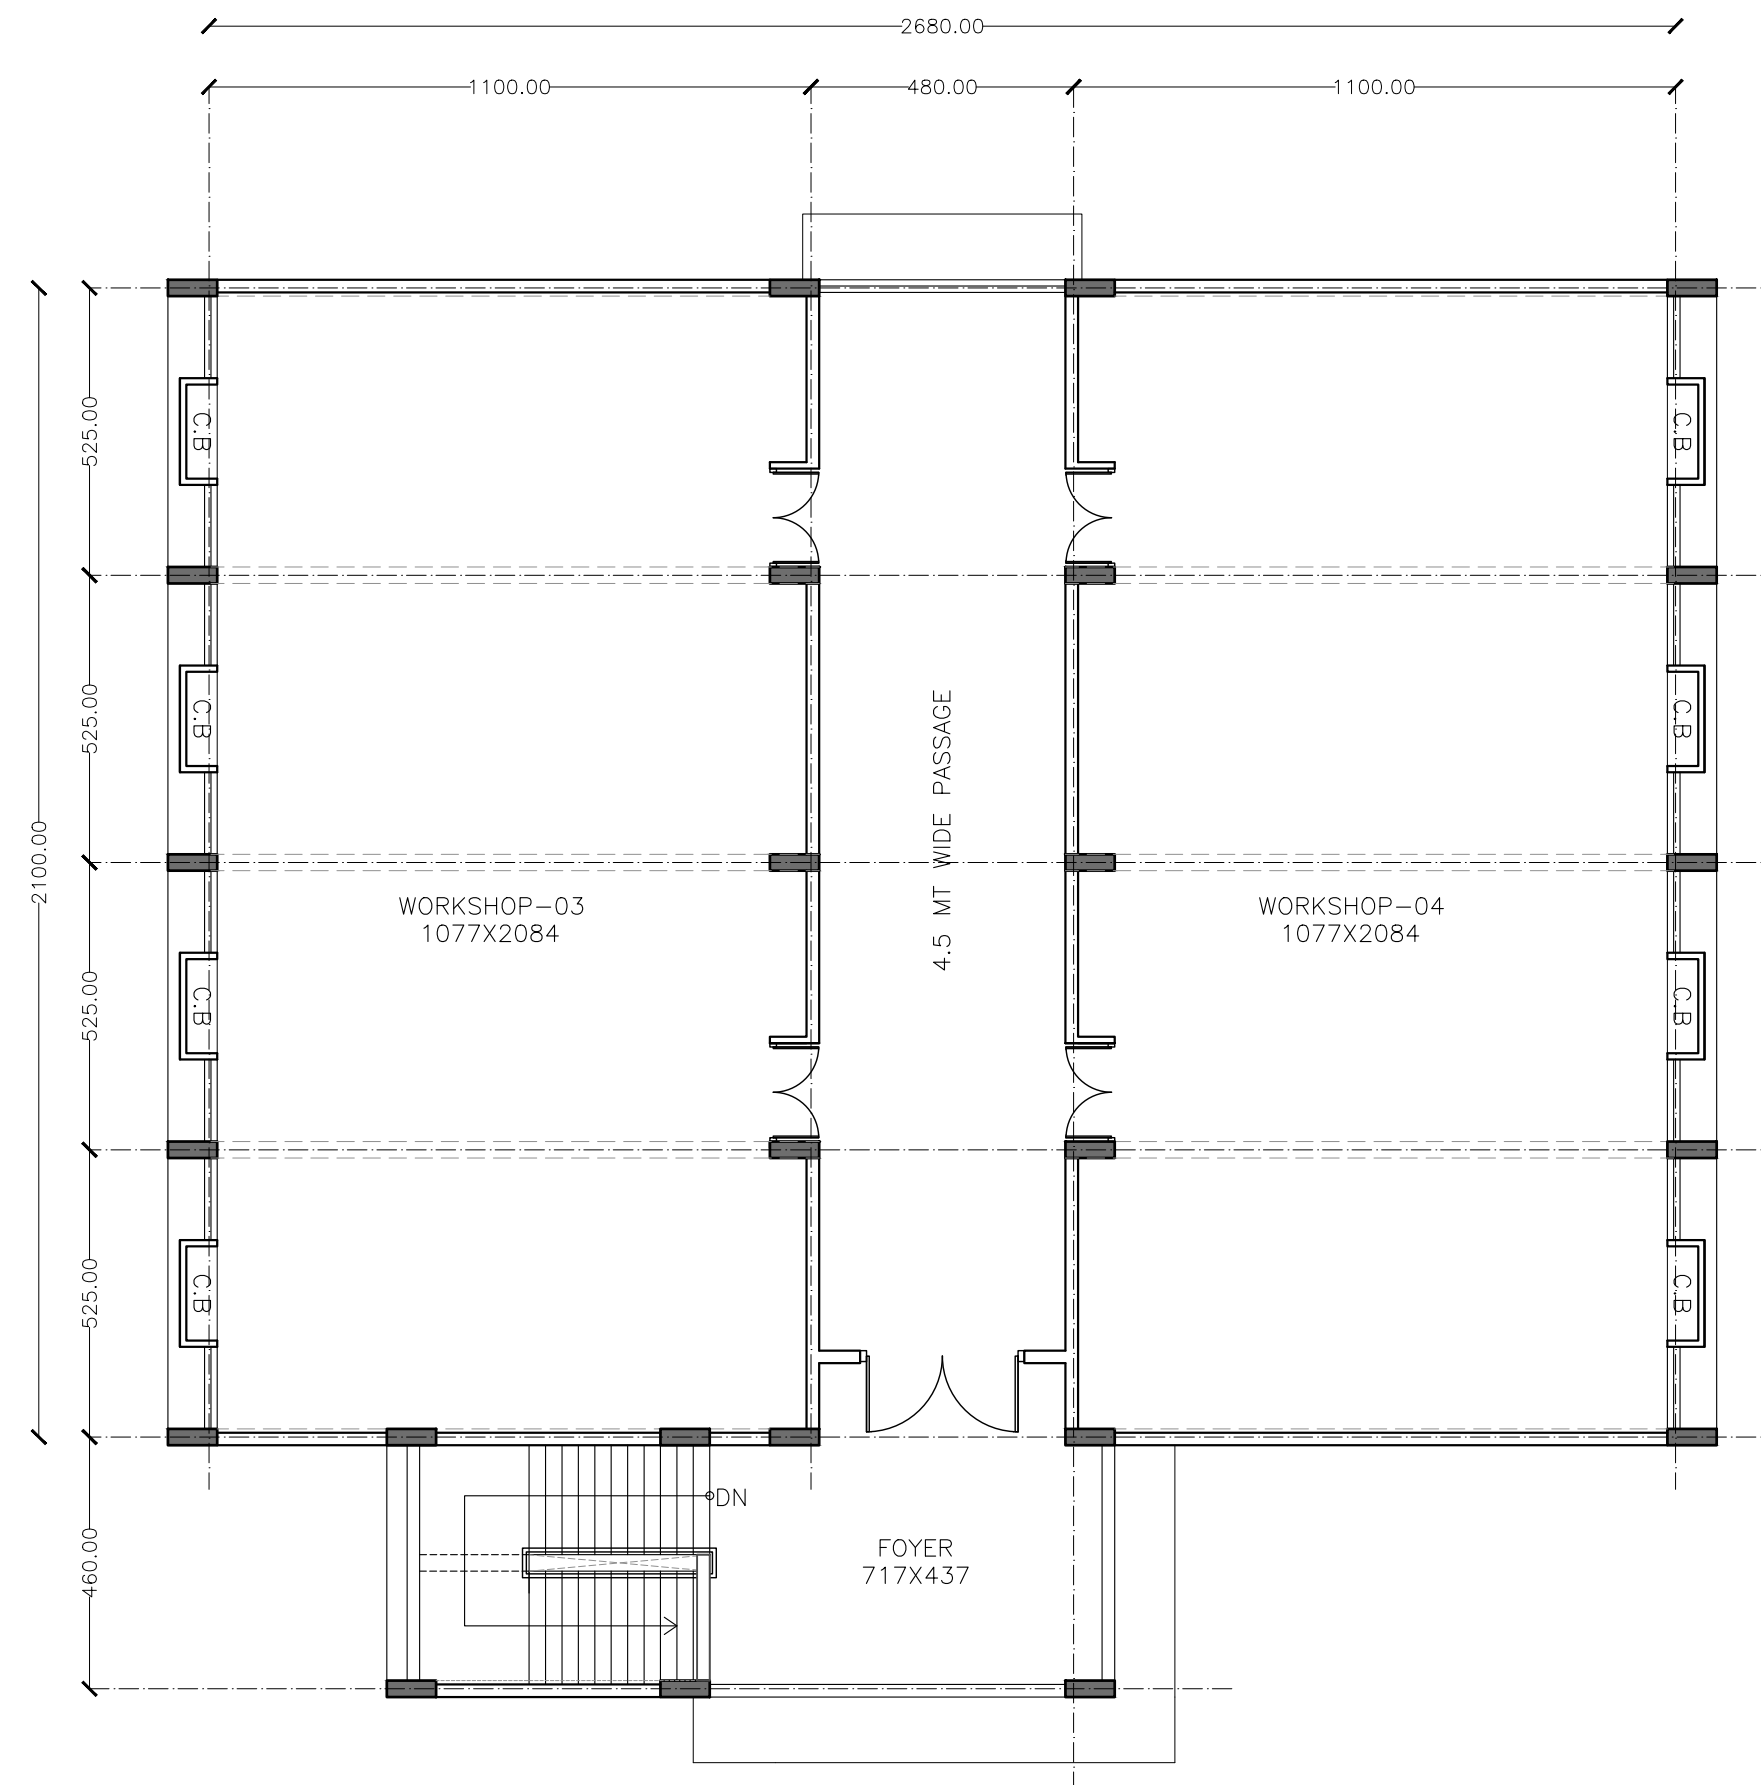 2680.00
1100.00
480.00
1100.00
525.00
C.B
C.B
525.00
C.B
C.B
2100.00
4.5 MT WIDE PASSAGE
WORKSHOP-03
1077X2084
WORKSHOP-04
1077X2084
525.00
C.B
C.B
525.00
C.B
C.B
DN
460.00
FOYER
717X437